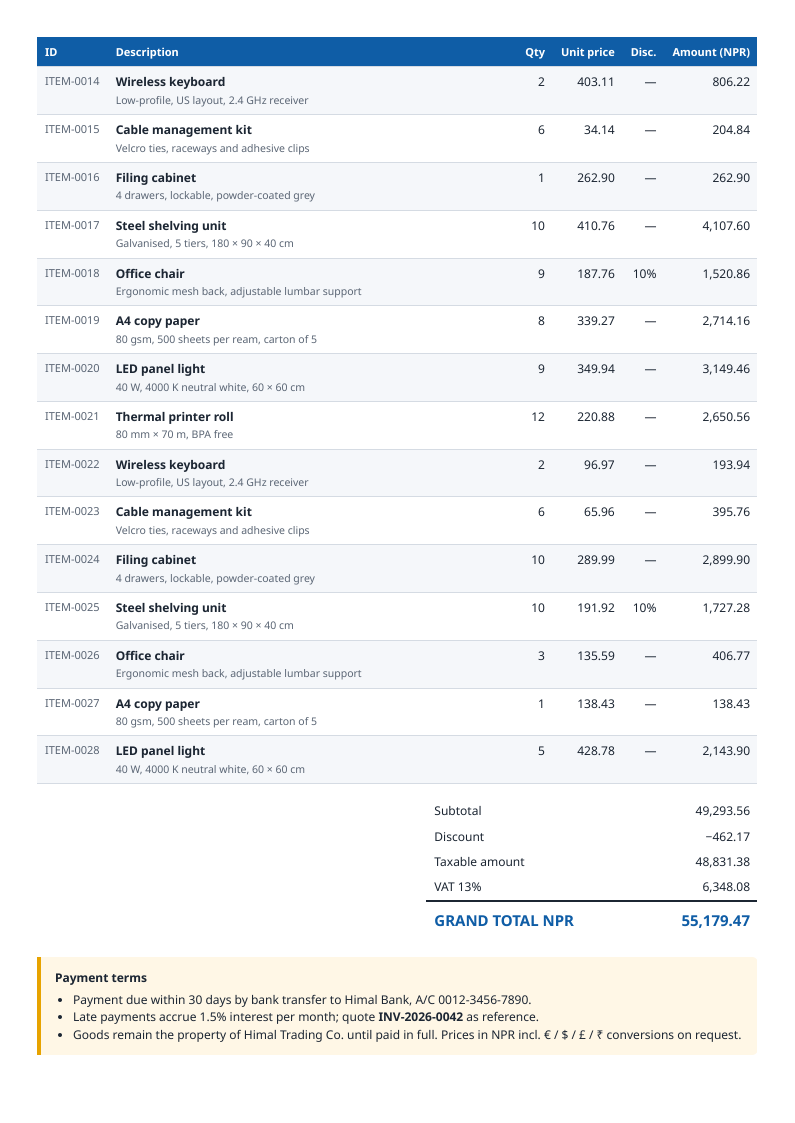 ID Description Qty Unit price Disc. Amount (NPR)
ITEM-0014 Wireless keyboard 2 403.11 — 806.22
Low-profile, US layout, 2.4 GHz receiver
ITEM-0015 Cable management kit 6 34.14 — 204.84
Velcro ties, raceways and adhesive clips
ITEM-0016 Filing cabinet 1 262.90 — 262.90
4 drawers, lockable, powder-coated grey
ITEM-0017 Steel shelving unit 10 410.76 — 4,107.60
Galvanised, 5 tiers, 180 × 90 × 40 cm
ITEM-0018 Office chair 9 187.76 10% 1,520.86
Ergonomic mesh back, adjustable lumbar support
ITEM-0019 A4 copy paper 8 339.27 — 2,714.16
80 gsm, 500 sheets per ream, carton of 5
ITEM-0020 LED panel light 9 349.94 — 3,149.46
40 W, 4000 K neutral white, 60 × 60 cm
ITEM-0021 Thermal printer roll 12 220.88 — 2,650.56
80 mm × 70 m, BPA free
ITEM-0022 Wireless keyboard 2 96.97 — 193.94
Low-profile, US layout, 2.4 GHz receiver
ITEM-0023 Cable management kit 6 65.96 — 395.76
Velcro ties, raceways and adhesive clips
ITEM-0024 Filing cabinet 10 289.99 — 2,899.90
4 drawers, lockable, powder-coated grey
ITEM-0025 Steel shelving unit 10 191.92 10% 1,727.28
Galvanised, 5 tiers, 180 × 90 × 40 cm
ITEM-0026 Office chair 3 135.59 — 406.77
Ergonomic mesh back, adjustable lumbar support
ITEM-0027 A4 copy paper 1 138.43 — 138.43
80 gsm, 500 sheets per ream, carton of 5
ITEM-0028 LED panel light 5 428.78 — 2,143.90
40 W, 4000 K neutral white, 60 × 60 cm
Subtotal 49,293.56
Discount −462.17
Taxable amount 48,831.38
VAT 13% 6,348.08
GRAND TOTAL NPR 55,179.47
Payment terms
• Payment due within 30 days by bank transfer to Himal Bank, A/C 0012-3456-7890.
• Late payments accrue 1.5% interest per month; quote INV-2026-0042 as reference.
• Goods remain the property of Himal Trading Co. until paid in full. Prices in NPR incl. € / $ / £ / ₹ conversions on request.